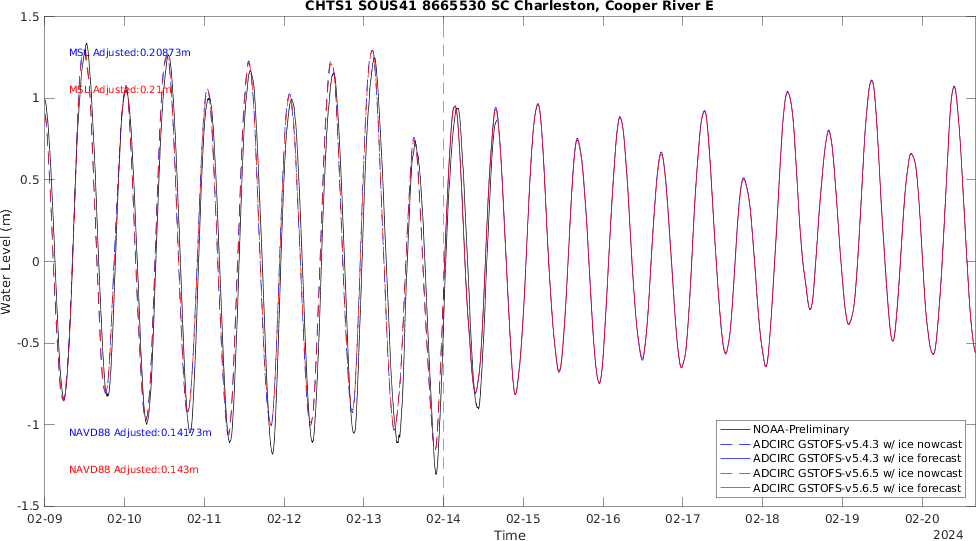 CHTS1 SOUS41 8665530 SC Charleston, Cooper River E
1.5
1
0.5
0
-0.5
-1
-1.5
Water Level (m)
MSL Adjusted:0.20873m
MSL Adjusted:0.21m
NAVD88 Adjusted:0.14173m
NAVD88 Adjusted:0.143m
NOAA-Preliminary
ADCIRC GSTOFS-v5.4.3 w/ ice nowcast
ADCIRC GSTOFS-v5.4.3 w/ ice forecast
ADCIRC GSTOFS-v5.6.5 w/ ice nowcast
ADCIRC GSTOFS-v5.6.5 w/ ice forecast
02-09 02-10 02-11 02-12 02-13 02-14 02-15 02-16 02-17 02-18 02-19 02-20
Time
2024